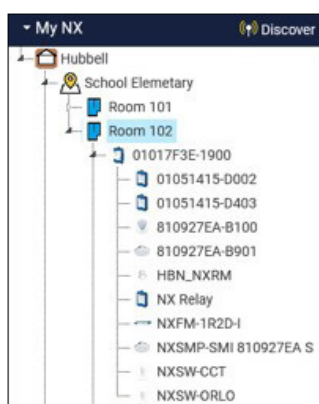 My NX Discover
Hubbell
School Elemetary
Room 101
Room 102
01017F3E-1900
01051415-D002
01051415-D403
810927EA-B100
810927EA-B901
HBN_NXRM
NX Relay
NXFM-1R2D-I
NXSMP-SMI 810927EA S
NXSW-CCT
NXSW-ORLO